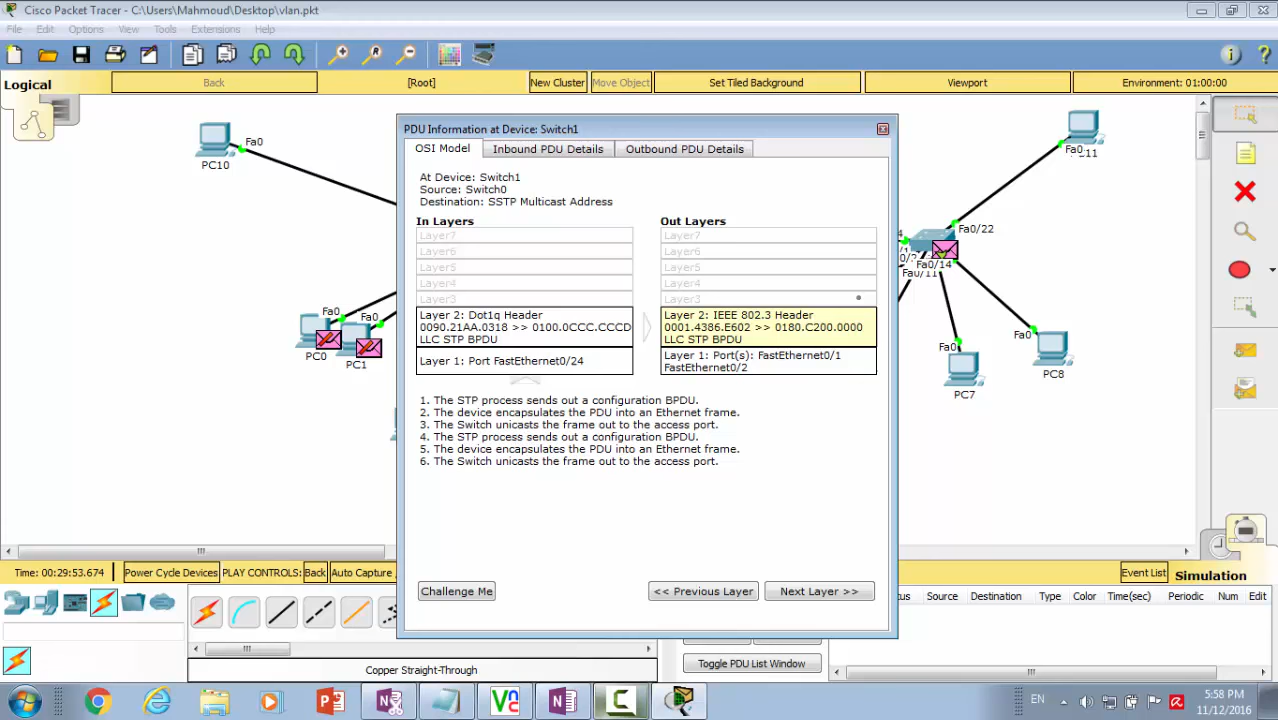 Cisco Packet Tracer - C:\Users\Mahmoud\Desktop\vlan.pkt
File Edit Options View Tools Extensions Help
Logical
Back
[Root]
New Cluster
Move Object
Set Tiled Background
Viewport
Environment: 01:00:00
PC10
Fa0
PC0
Fa0
PC1
Fa0
PDU Information at Device: Switch1
OSI Model
Inbound PDU Details
Outbound PDU Details
At Device: Switch1
Source: Switch0
Destination: SSTP Multicast Address
In Layers
Layer7
Layer6
Layer5
Layer4
Layer3
Layer 2: Dot1q Header
0090.21AA.0318 >> 0100.0CCC.CCCD
LLC STP BPDU
Layer 1: Port FastEthernet0/24
Out Layers
Layer7
Layer6
Layer5
Layer4
Layer3
Layer 2: IEEE 802.3 Header
0001.4386.E602 >> 0180.C200.0000
LLC STP BPDU
Layer 1: Port(s): FastEthernet0/1
FastEthernet0/2
1. The STP process sends out a configuration BPDU.
2. The device encapsulates the PDU into an Ethernet frame.
3. The Switch unicasts the frame out to the access port.
4. The STP process sends out a configuration BPDU.
5. The device encapsulates the PDU into an Ethernet frame.
6. The Switch unicasts the frame out to the access port.
Challenge Me
<< Previous Layer
Next Layer >>
Fa0
Fa0/22
Fa0/14
Fa0/11
Fa0
PC7
Fa0
PC8
Time: 00:29:53.674
Power Cycle Devices
PLAY CONTROLS:
Back
Auto Capture
Event List
Simulation
Source
Destination
Type
Color
Time(sec)
Periodic
Num
Edit
Copper Straight-Through
Toggle PDU List Window
EN
5:58 PM
11/12/2016